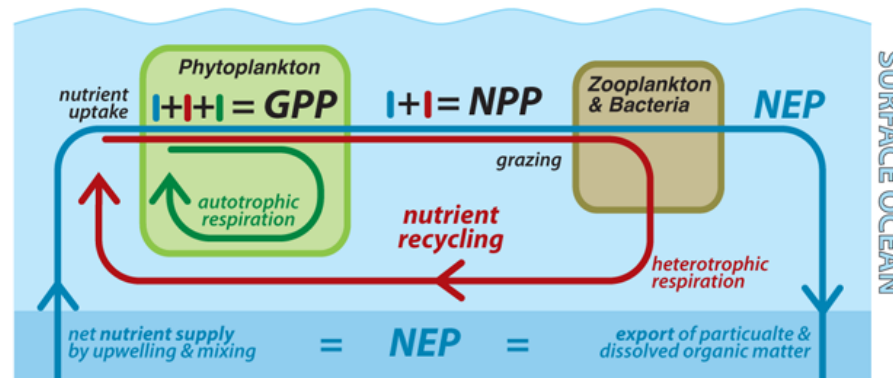 Phytoplankton
nutrient
uptake
I+I+I = GPP
I+I= NPP
Zooplankton
& Bacteria
NEP
grazing
autotrophic
respiration
nutrient
recycling
heterotrophic
respiration
net nutrient supply
by upwelling & mixing
= NEP =
export of particualte &
dissolved organic matter
SURFACE OCEAN